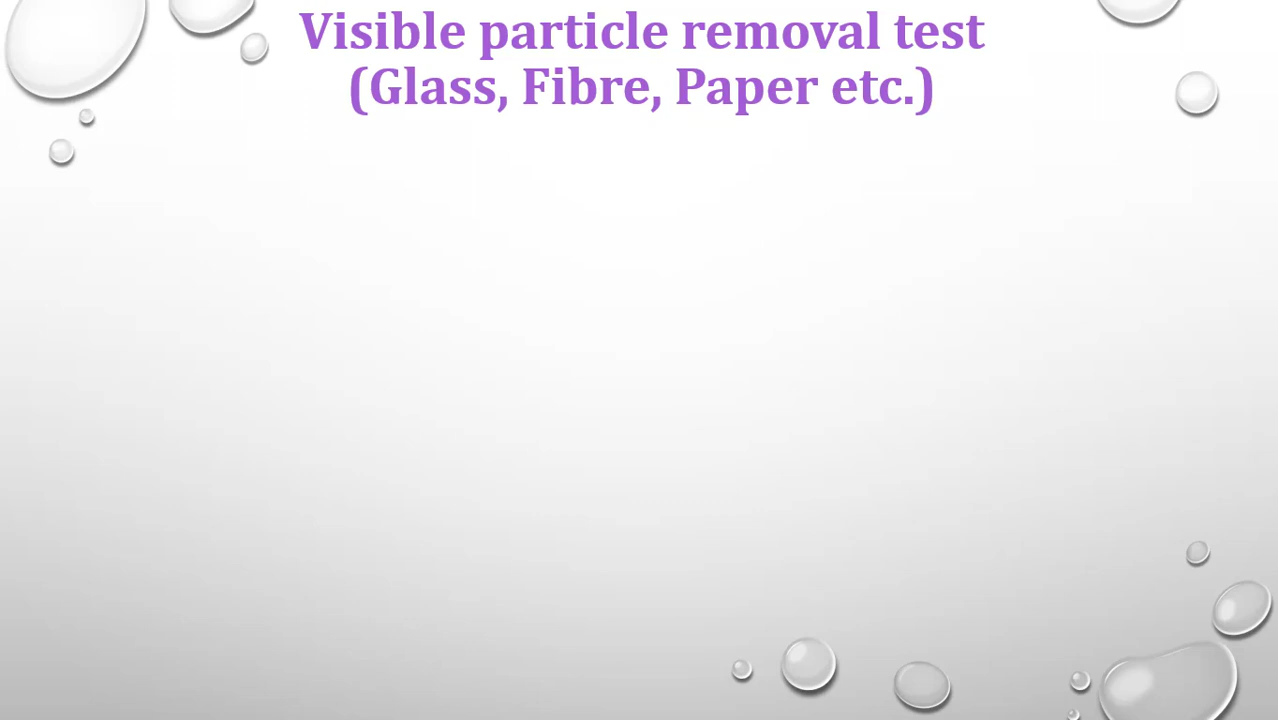 Visible particle removal test
(Glass, Fibre, Paper etc.)